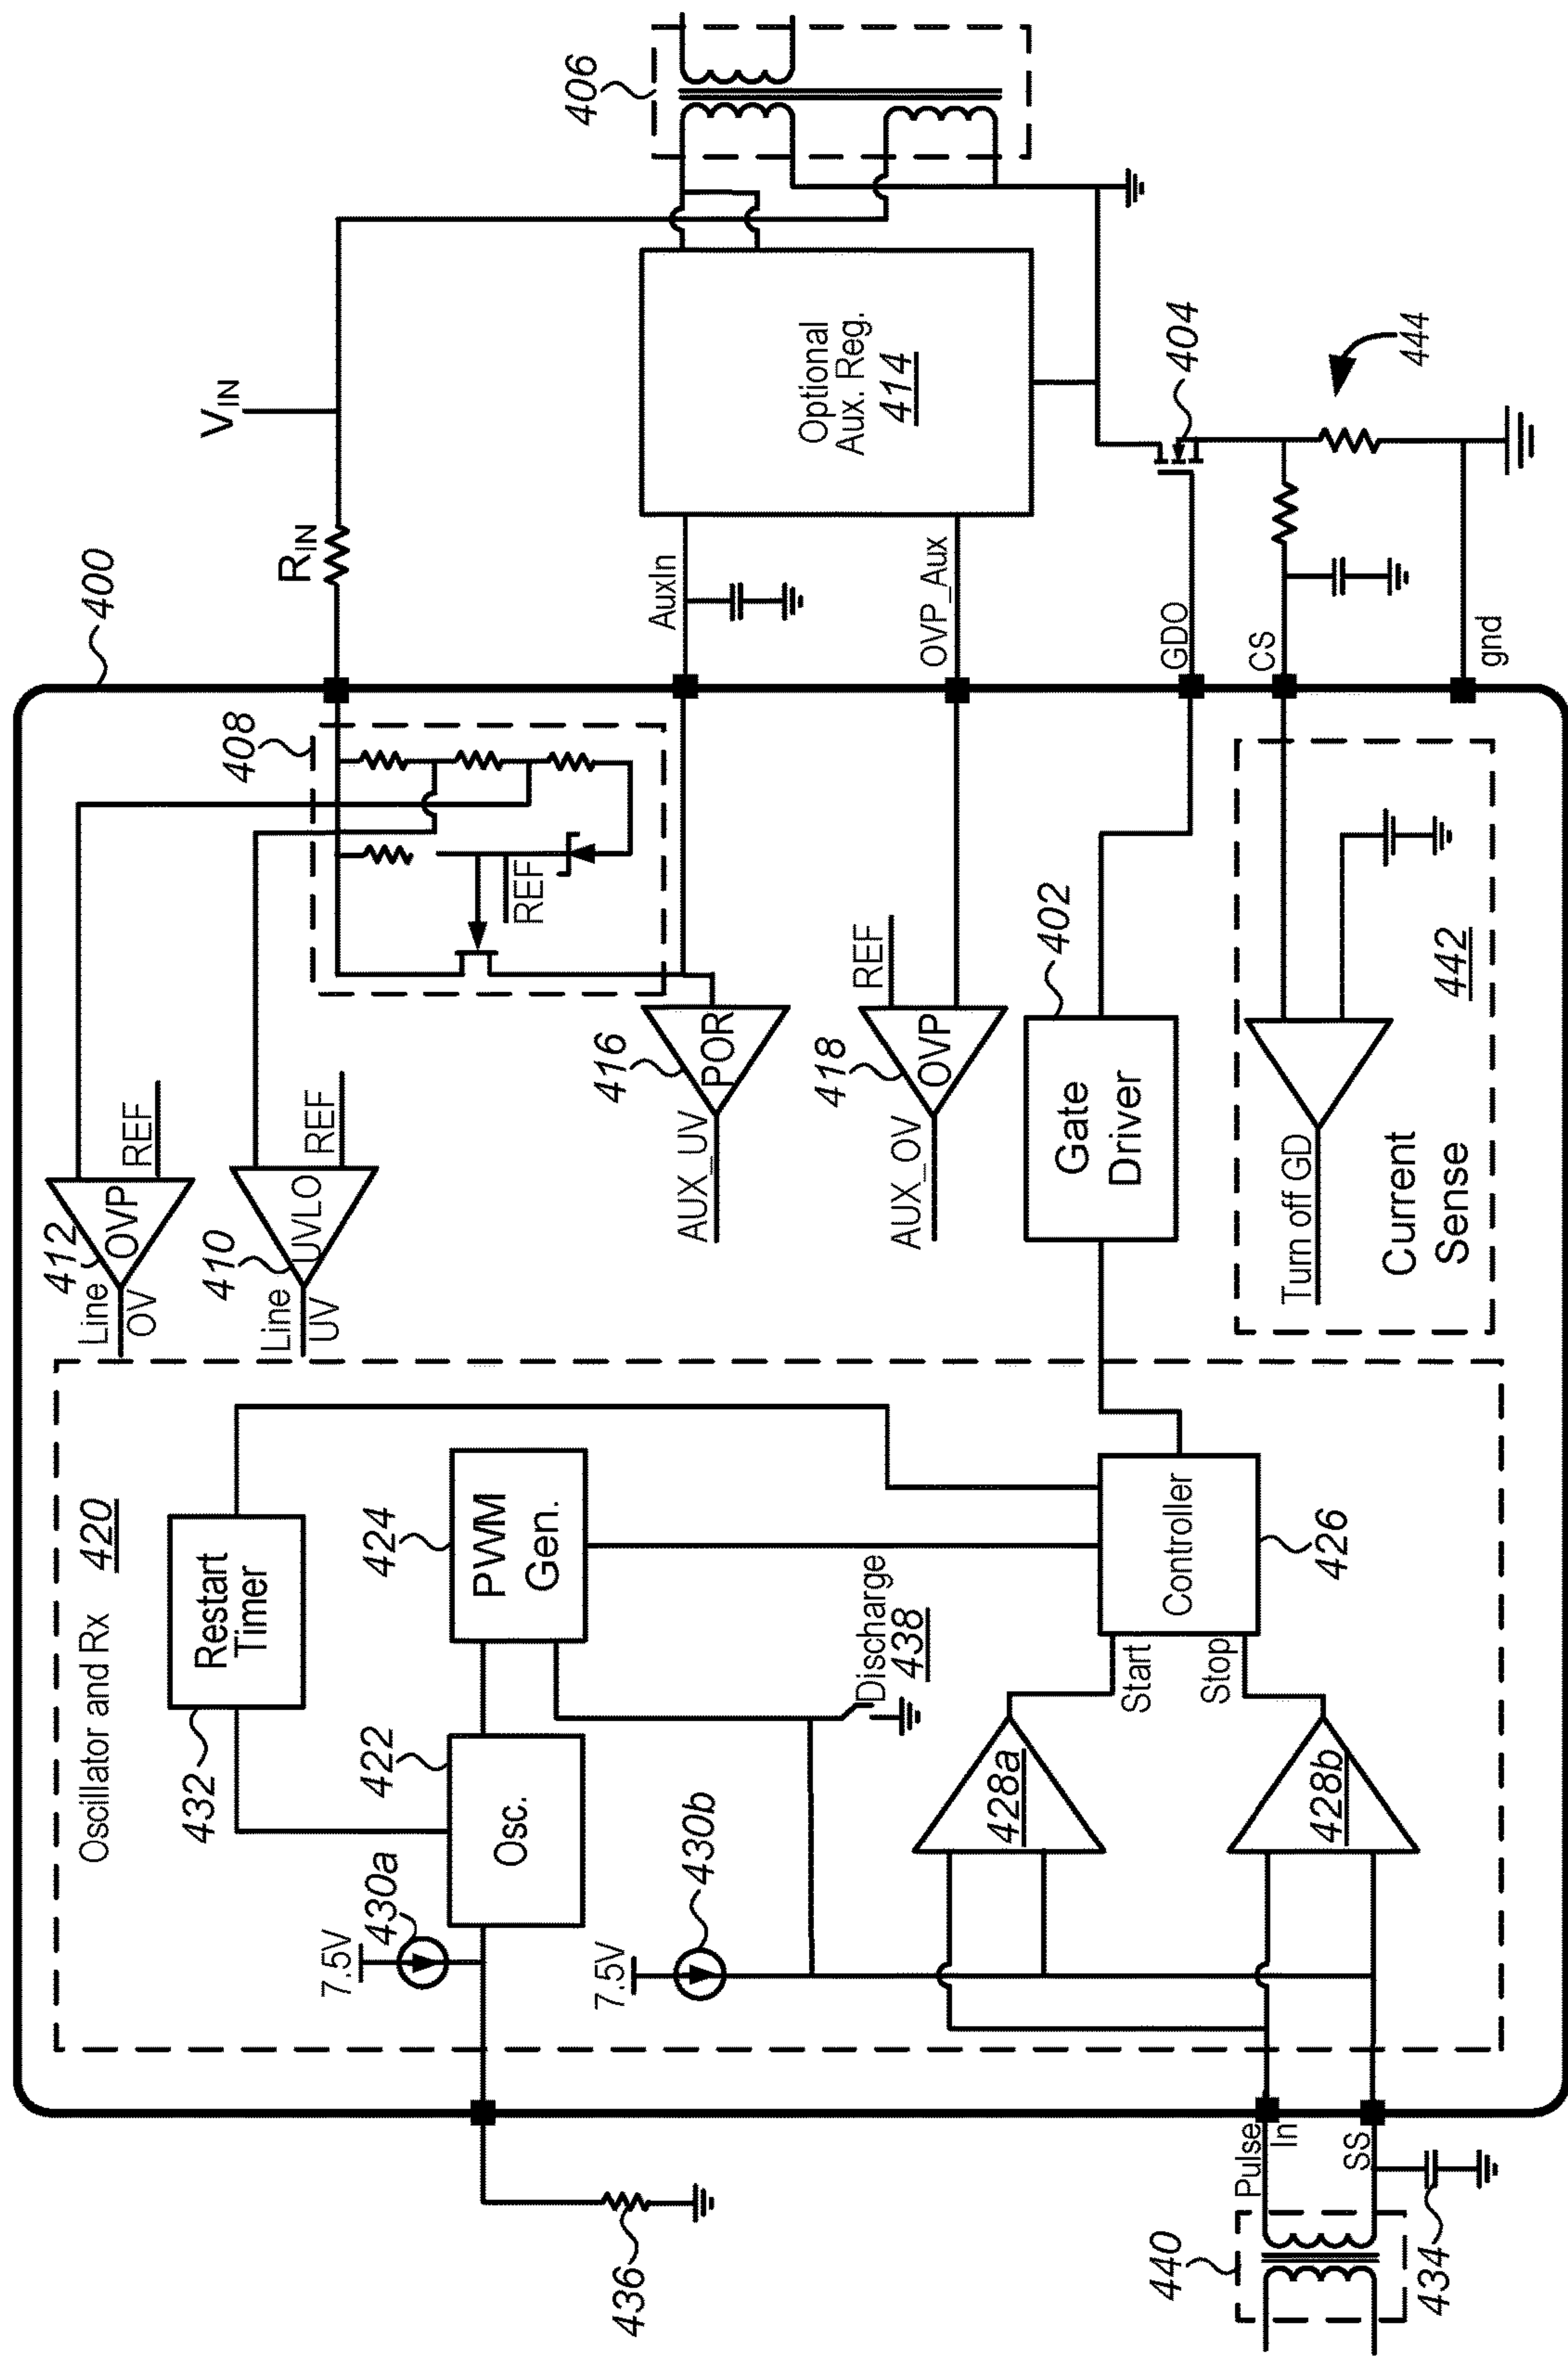 400
406
V_IN
R_IN
408
REF
412
OVP
REF
Line
OV
410
UVLO
REF
Line
UV
AuxIn
Optional
Aux. Reg.
414
OVP_Aux
416
POR
AUX_UV
418
OVP
REF
AUX_OV
GDO
404
CS
444
gnd
402
Gate
Driver
442
Turn off GD
Current
Sense
Oscillator and Rx
420
Restart
Timer
432
424
PWM
Gen.
422
Osc.
7.5V
430a
7.5V
430b
Discharge
438
Controller
426
Start
Stop
428a
428b
Pulse
In
SS
436
440
434